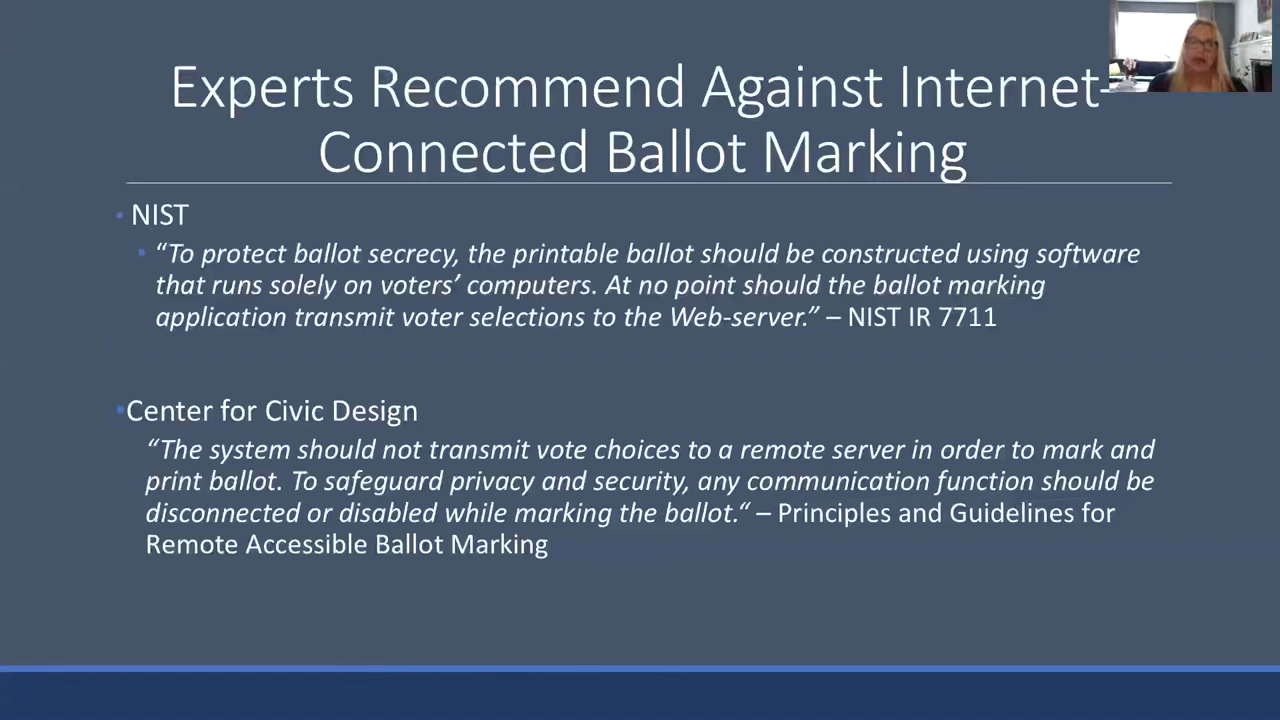 Experts Recommend Against Internet-
Connected Ballot Marking
• NIST
• “To protect ballot secrecy, the printable ballot should be constructed using software
that runs solely on voters’ computers. At no point should the ballot marking
application transmit voter selections to the Web-server.” – NIST IR 7711
•Center for Civic Design
“The system should not transmit vote choices to a remote server in order to mark and
print ballot. To safeguard privacy and security, any communication function should be
disconnected or disabled while marking the ballot.“ – Principles and Guidelines for
Remote Accessible Ballot Marking